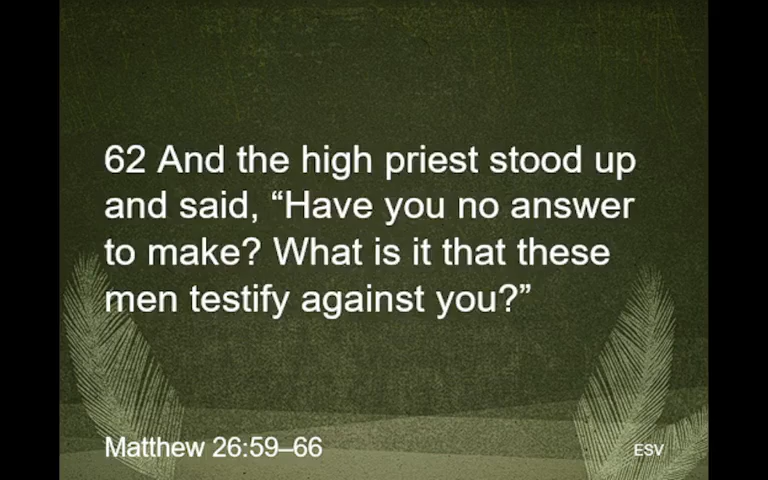 62 And the high priest stood up
and said, “Have you no answer
to make? What is it that these
men testify against you?”
Matthew 26:59–66
ESV